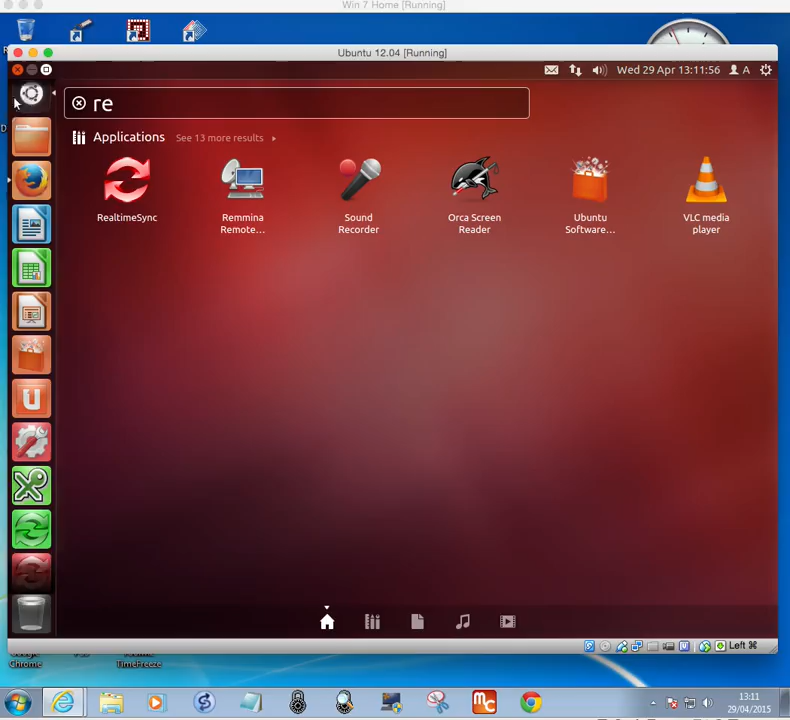 Win 7 Home [Running]
Ubuntu 12.04 [Running]
Wed 29 Apr 13:11:56
A
re
Applications
See 13 more results
RealtimeSync
Remmina
Remote...
Sound
Recorder
Orca Screen
Reader
Ubuntu
Software...
VLC media
player
Left ⌘
Chrome
TimeFreeze
mc
13:11
29/04/2015